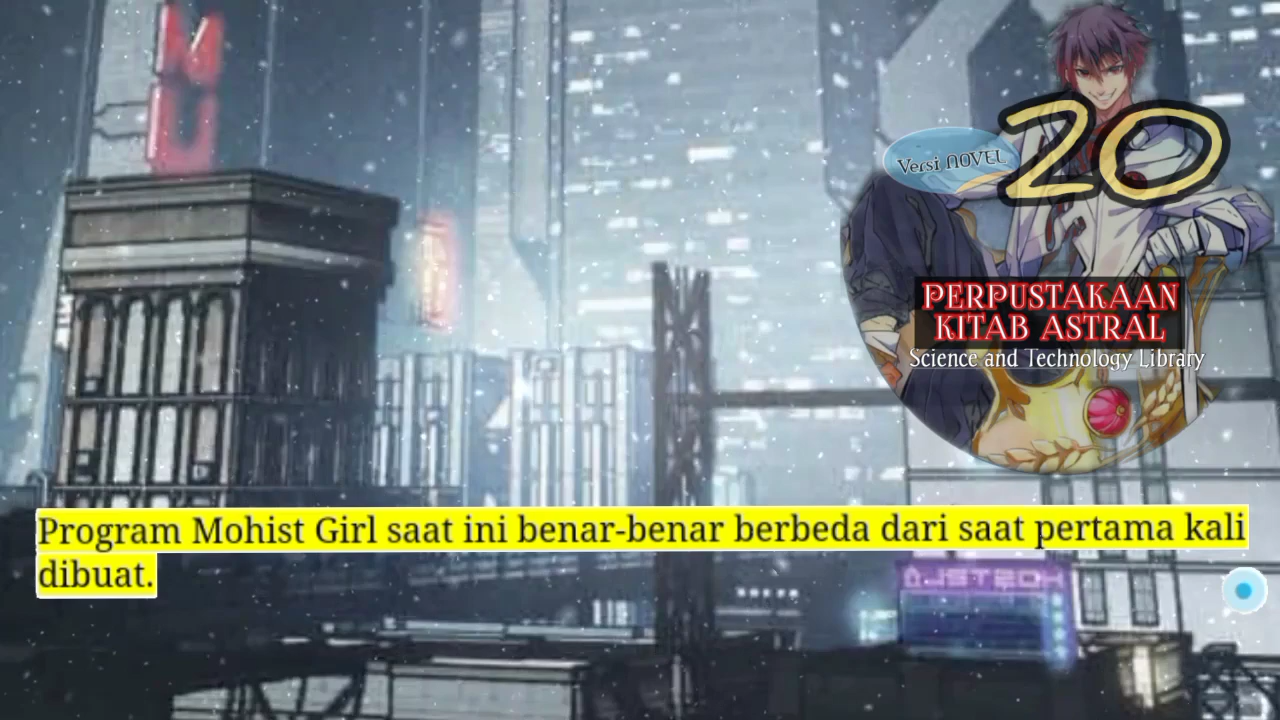 MU
20
Versi NOVEL
PERPUSTAKAAN
KITAB ASTRAL
Science and Technology Library
Program Mohist Girl saat ini benar-benar berbeda dari saat pertama kali
dibuat.